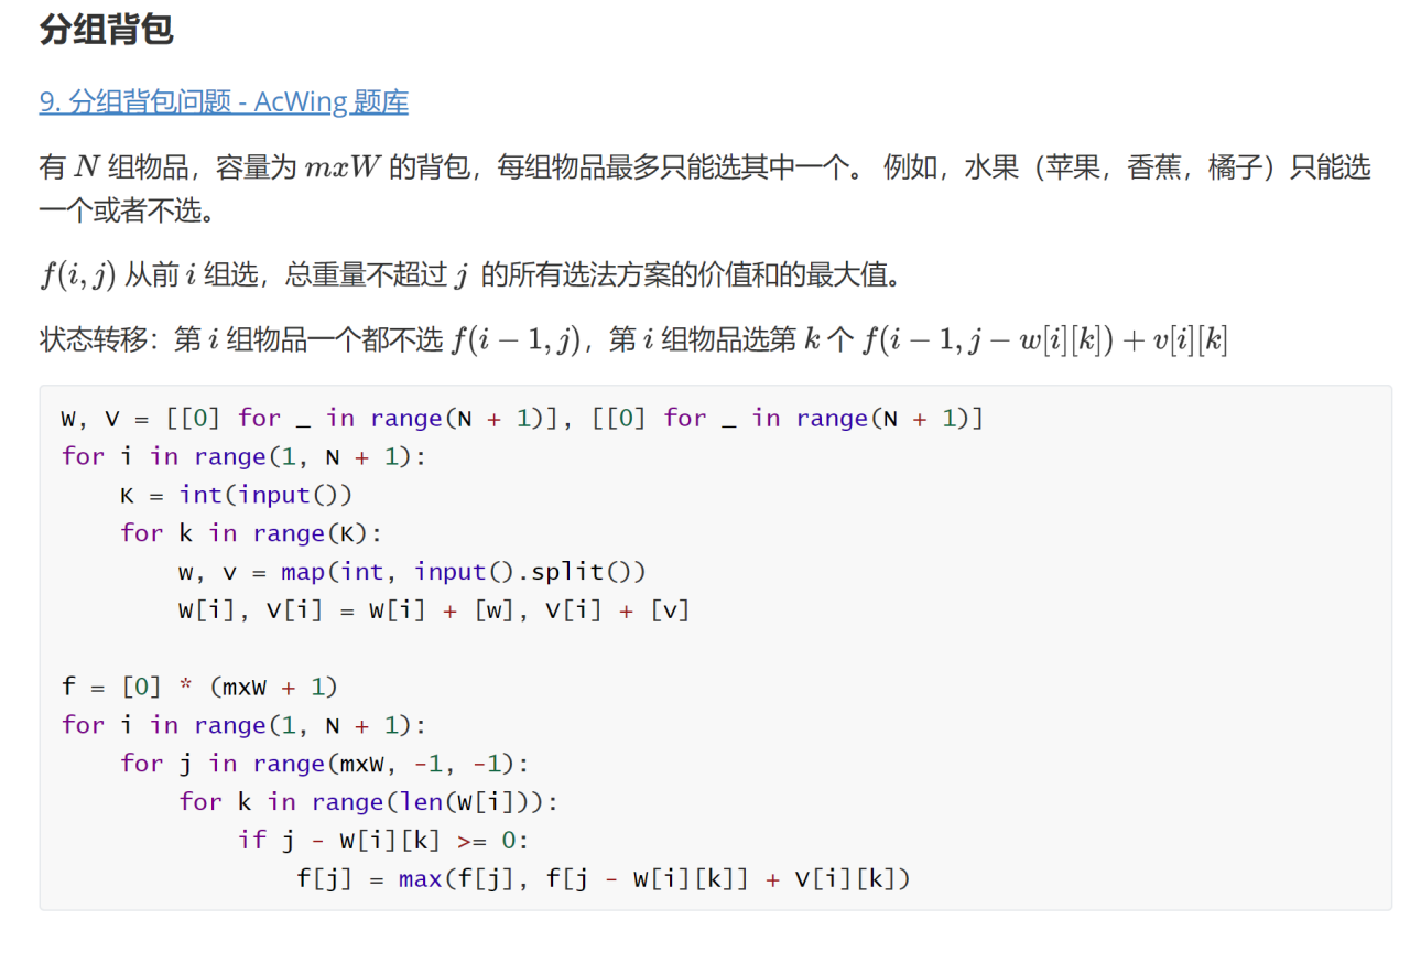 分组背包
9. 分组背包问题 - AcWing 题库
有 N 组物品，容量为 mxW 的背包，每组物品最多只能选其中一个。 例如，水果（苹果，香蕉，橘子）只能选
一个或者不选。
f(i, j) 从前 i 组选，总重量不超过 j 的所有选法方案的价值和的最大值。
状态转移：第 i 组物品一个都不选 f(i − 1, j)，第 i 组物品选第 k 个 f(i − 1, j − w[i][k]) + v[i][k]
W, V = [[0] for _ in range(N + 1)], [[0] for _ in range(N + 1)]
for i in range(1, N + 1):
    K = int(input())
    for k in range(K):
        w, v = map(int, input().split())
        W[i], V[i] = W[i] + [w], V[i] + [v]
f = [0] * (mxW + 1)
for i in range(1, N + 1):
    for j in range(mxW, -1, -1):
        for k in range(len(W[i])):
            if j - W[i][k] >= 0:
                f[j] = max(f[j], f[j - W[i][k]] + V[i][k])